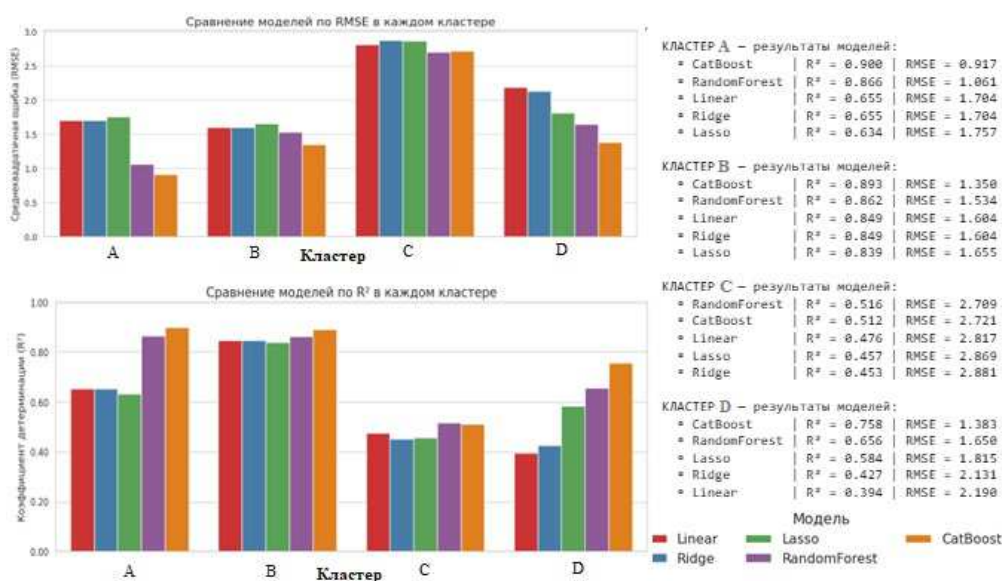 Сравнение моделей по RMSE в каждом кластере
Среднеквадратичная ошибка (RMSE)
3.0
2.5
2.0
1.5
1.0
0.5
0.0
A B C D
Кластер
Сравнение моделей по R² в каждом кластере
Коэффициент детерминации (R²)
1.00
0.80
0.60
0.40
0.20
0.00
A B C D
Кластер
КЛАСТЕР A — результаты моделей:
▫ CatBoost | R² = 0.900 | RMSE = 0.917
▫ RandomForest | R² = 0.866 | RMSE = 1.061
▫ Linear | R² = 0.655 | RMSE = 1.704
▫ Ridge | R² = 0.655 | RMSE = 1.704
▫ Lasso | R² = 0.634 | RMSE = 1.757
КЛАСТЕР B — результаты моделей:
▫ CatBoost | R² = 0.893 | RMSE = 1.350
▫ RandomForest | R² = 0.862 | RMSE = 1.534
▫ Linear | R² = 0.849 | RMSE = 1.604
▫ Ridge | R² = 0.849 | RMSE = 1.604
▫ Lasso | R² = 0.839 | RMSE = 1.655
КЛАСТЕР C — результаты моделей:
▫ RandomForest | R² = 0.516 | RMSE = 2.709
▫ CatBoost | R² = 0.512 | RMSE = 2.721
▫ Linear | R² = 0.476 | RMSE = 2.817
▫ Lasso | R² = 0.457 | RMSE = 2.869
▫ Ridge | R² = 0.453 | RMSE = 2.881
КЛАСТЕР D — результаты моделей:
▫ CatBoost | R² = 0.758 | RMSE = 1.383
▫ RandomForest | R² = 0.656 | RMSE = 1.650
▫ Lasso | R² = 0.584 | RMSE = 1.815
▫ Ridge | R² = 0.427 | RMSE = 2.131
▫ Linear | R² = 0.394 | RMSE = 2.190
Модель
Linear Lasso CatBoost
Ridge RandomForest